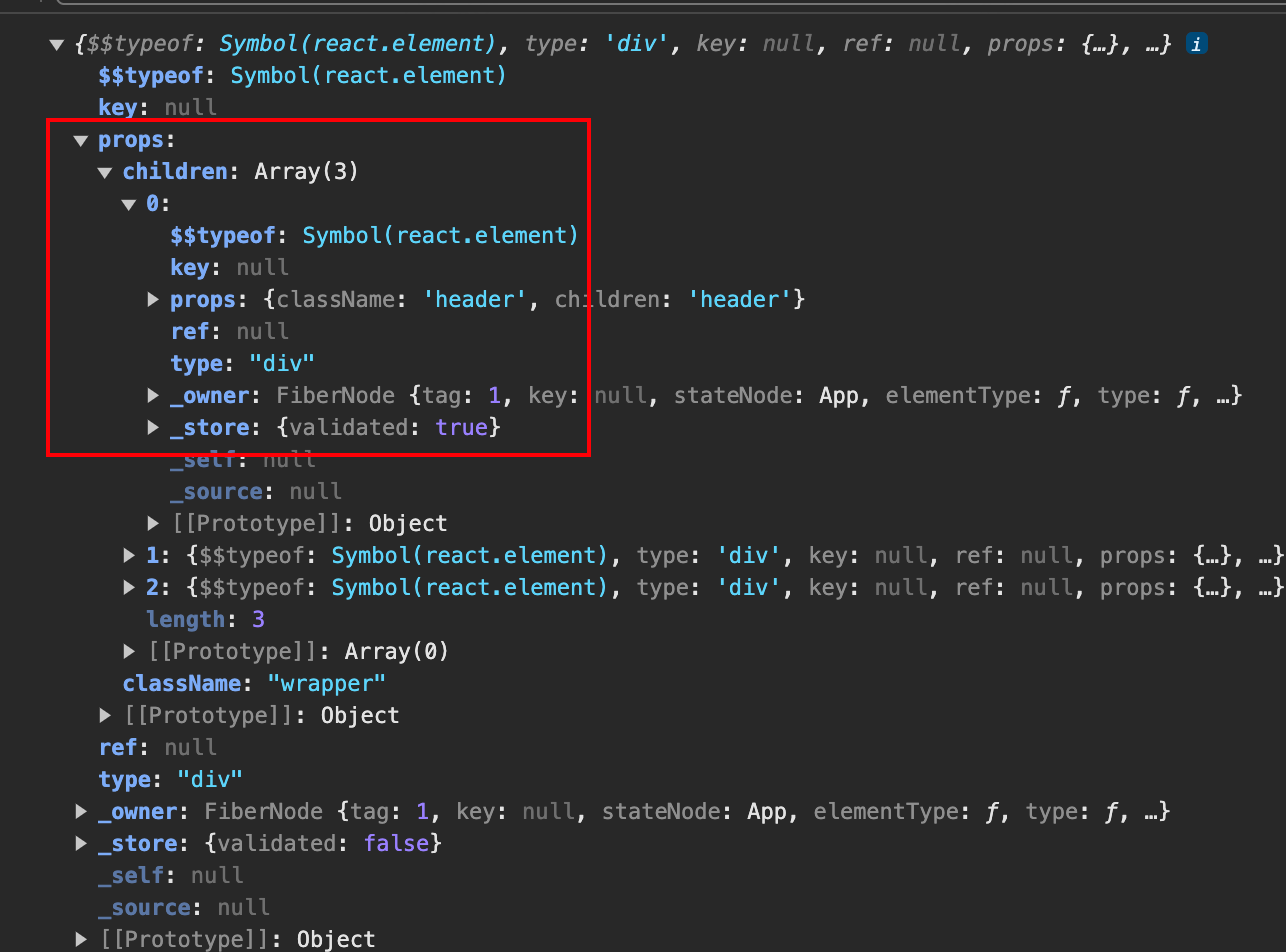 {$$typeof: Symbol(react.element), type: 'div', key: null, ref: null, props: {…}, …} i
$$typeof: Symbol(react.element)
key: null
props:
children: Array(3)
0:
$$typeof: Symbol(react.element)
key: null
props: {className: 'header', children: 'header'}
ref: null
type: "div"
_owner: FiberNode {tag: 1, key: null, stateNode: App, elementType: ƒ, type: ƒ, …}
_store: {validated: true}
_self: null
_source: null
[[Prototype]]: Object
1: {$$typeof: Symbol(react.element), type: 'div', key: null, ref: null, props: {…}, …}
2: {$$typeof: Symbol(react.element), type: 'div', key: null, ref: null, props: {…}, …}
length: 3
[[Prototype]]: Array(0)
className: "wrapper"
[[Prototype]]: Object
ref: null
type: "div"
_owner: FiberNode {tag: 1, key: null, stateNode: App, elementType: ƒ, type: ƒ, …}
_store: {validated: false}
_self: null
_source: null
[[Prototype]]: Object